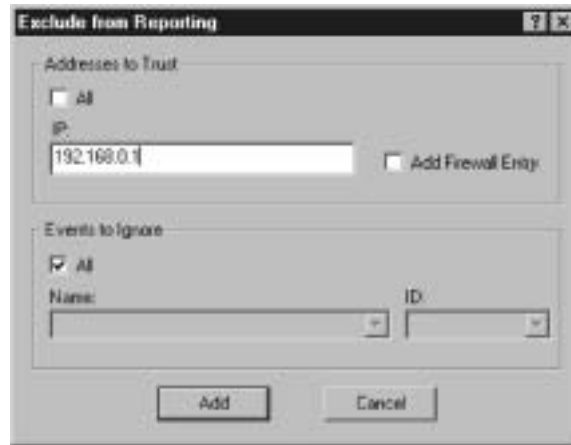 Exclude from Reporting
Addresses to Trust
All
IP:
192.168.0.1
Add Firewall Entry
Events to Ignore
All
Name:
ID:
Add
Cancel